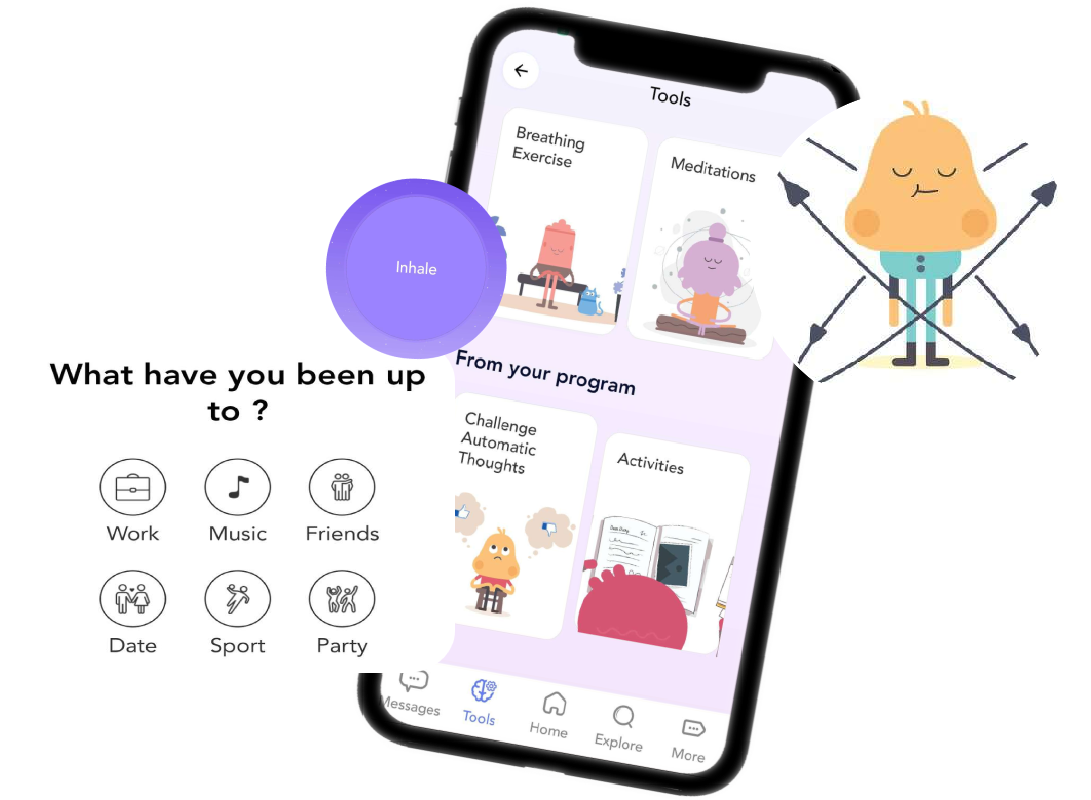 Tools
Breathing
Exercise
Meditations
Inhale
From your program
What have you been up
to ?
Challenge
Automatic
Thoughts
Activities
Work
Music
Friends
Date
Sport
Party
Messages
Tools
Home
Explore
More